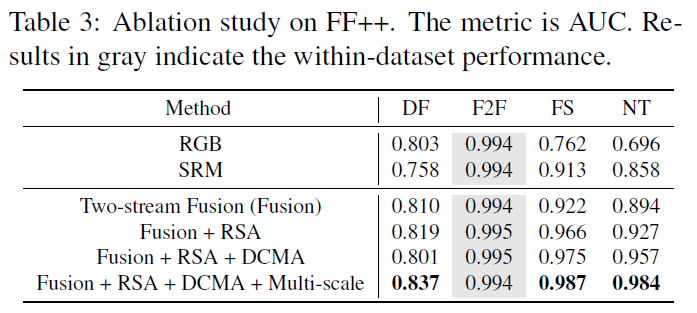 Table 3: Ablation study on FF++. The metric is AUC. Re-
sults in gray indicate the within-dataset performance.
Method DF F2F FS NT
RGB 0.803 0.994 0.762 0.696
SRM 0.758 0.994 0.913 0.858
Two-stream Fusion (Fusion) 0.810 0.994 0.922 0.894
Fusion + RSA 0.819 0.995 0.966 0.927
Fusion + RSA + DCMA 0.801 0.995 0.975 0.957
Fusion + RSA + DCMA + Multi-scale 0.837 0.994 0.987 0.984